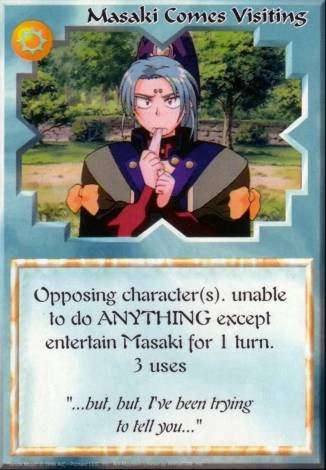 Masaki Comes Visiting
Opposing character(s). unable
to do ANYTHING except
entertain Masaki for 1 turn.
3 uses
"...but, but, I've been trying
to tell you..."